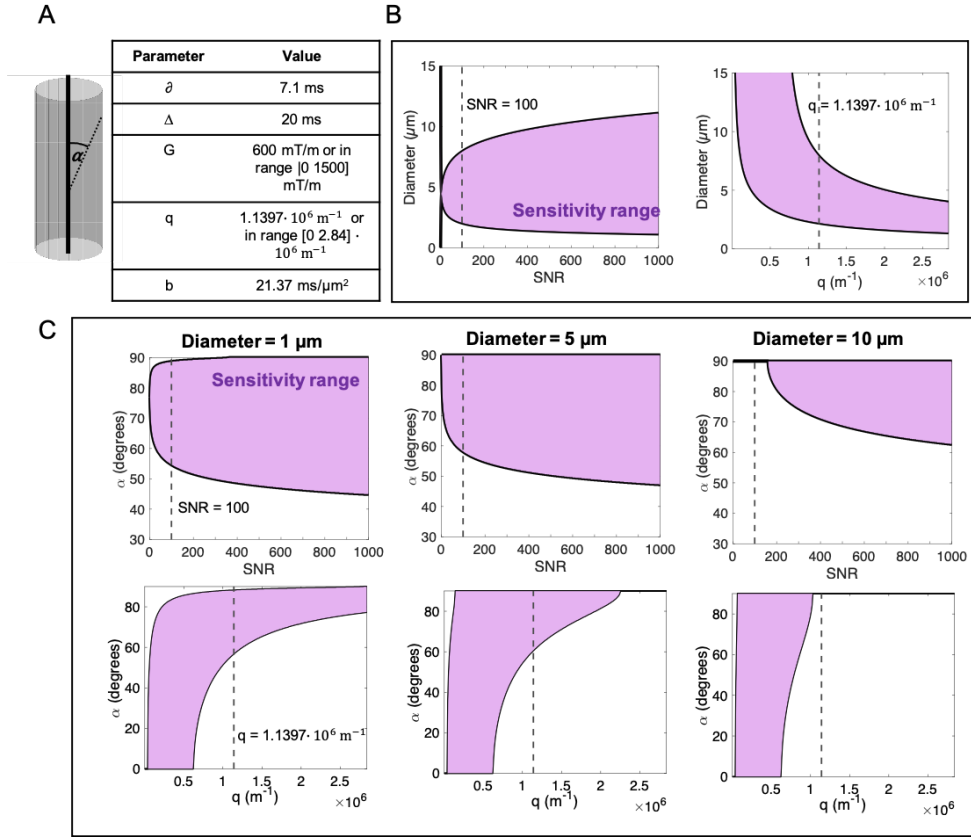 A
B
Parameter Value
∂ 7.1 ms
Δ 20 ms
G 600 mT/m or in
range |0 1500]
mT/m
q 1.1397· 10⁶ m⁻¹ or
in range [0 2.84] ·
10⁶ m⁻¹
b 21.37 ms/μm²
α
15
10
5
0
Diameter (μm)
SNR = 100
Sensitivity range
0 200 400 600 800 1000
SNR
15
10
5
0
Diameter (μm)
q = 1.1397· 10⁶ m⁻¹
0.5 1 1.5 2 2.5
q (m⁻¹) ×10⁶
C
Diameter = 1 μm
90
80
70
60
50
40
30
α (degrees)
Sensitivity range
SNR = 100
0 200 400 600 800 1000
SNR
Diameter = 5 μm
90
80
70
60
50
40
30
α (degrees)
0 200 400 600 800 1000
SNR
Diameter = 10 μm
90
80
70
60
50
40
30
α (degrees)
0 200 400 600 800 1000
SNR
80
60
40
20
0
α (degrees)
q = 1.1397· 10⁶ m⁻¹
0.5 1 1.5 2 2.5
q (m⁻¹) ×10⁶
80
60
40
20
0
α (degrees)
0.5 1 1.5 2 2.5
q (m⁻¹) ×10⁶
80
60
40
20
0
α (degrees)
0.5 1 1.5 2 2.5
q (m⁻¹) ×10⁶